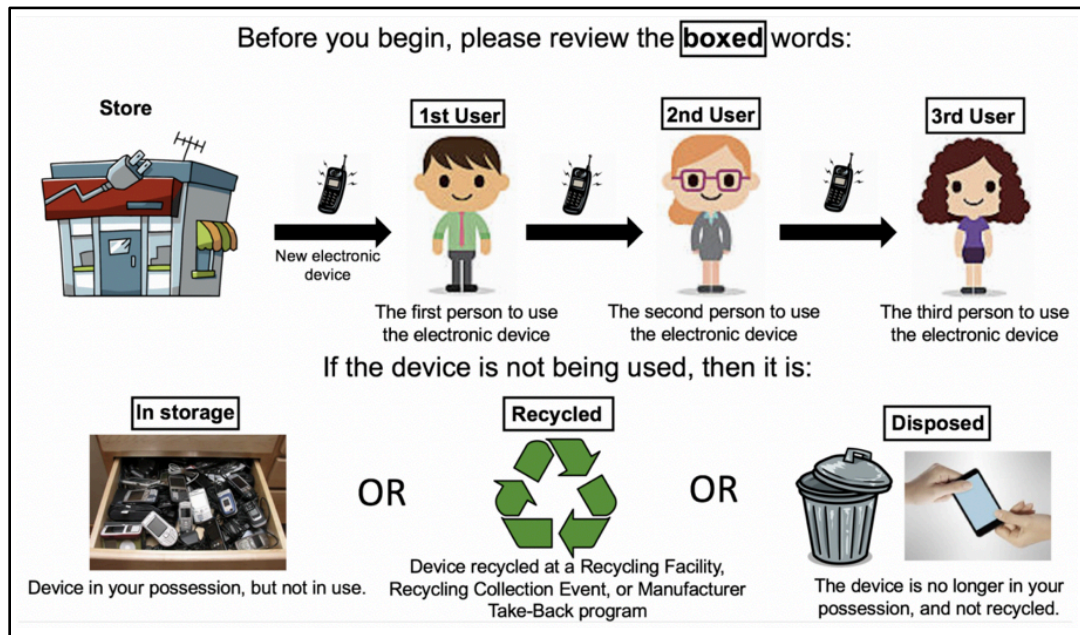 Before you begin, please review the boxed words:
Store
1st User
2nd User
3rd User
New electronic
device
The first person to use
the electronic device
The second person to use
the electronic device
The third person to use
the electronic device
If the device is not being used, then it is:
In storage
Recycled
Disposed
OR
OR
Device in your possession, but not in use.
Device recycled at a Recycling Facility,
Recycling Collection Event, or Manufacturer
Take-Back program
The device is no longer in your
possession, and not recycled.